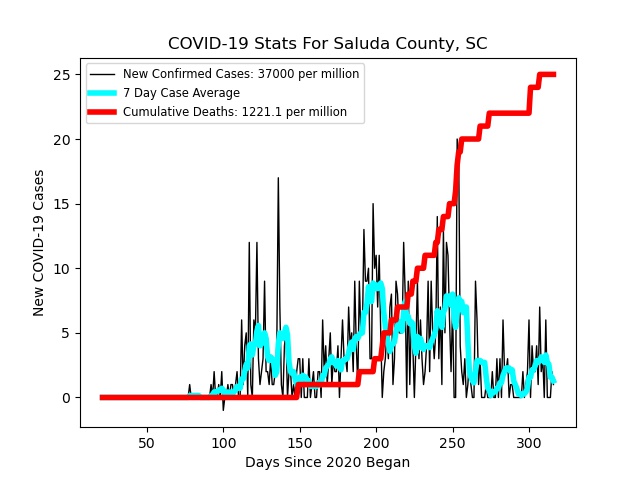 COVID-19 Stats For Saluda County, SC
New Confirmed Cases: 37000 per million
7 Day Case Average
Cumulative Deaths: 1221.1 per million
25
20
15
10
5
0
New COVID-19 Cases
50 100 150 200 250 300
Days Since 2020 Began